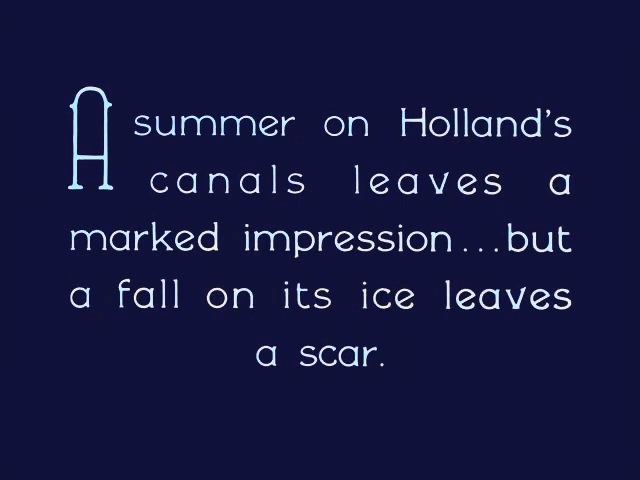 A summer on Holland's
canals leaves a
marked impression...but
a fall on its ice leaves
a scar.